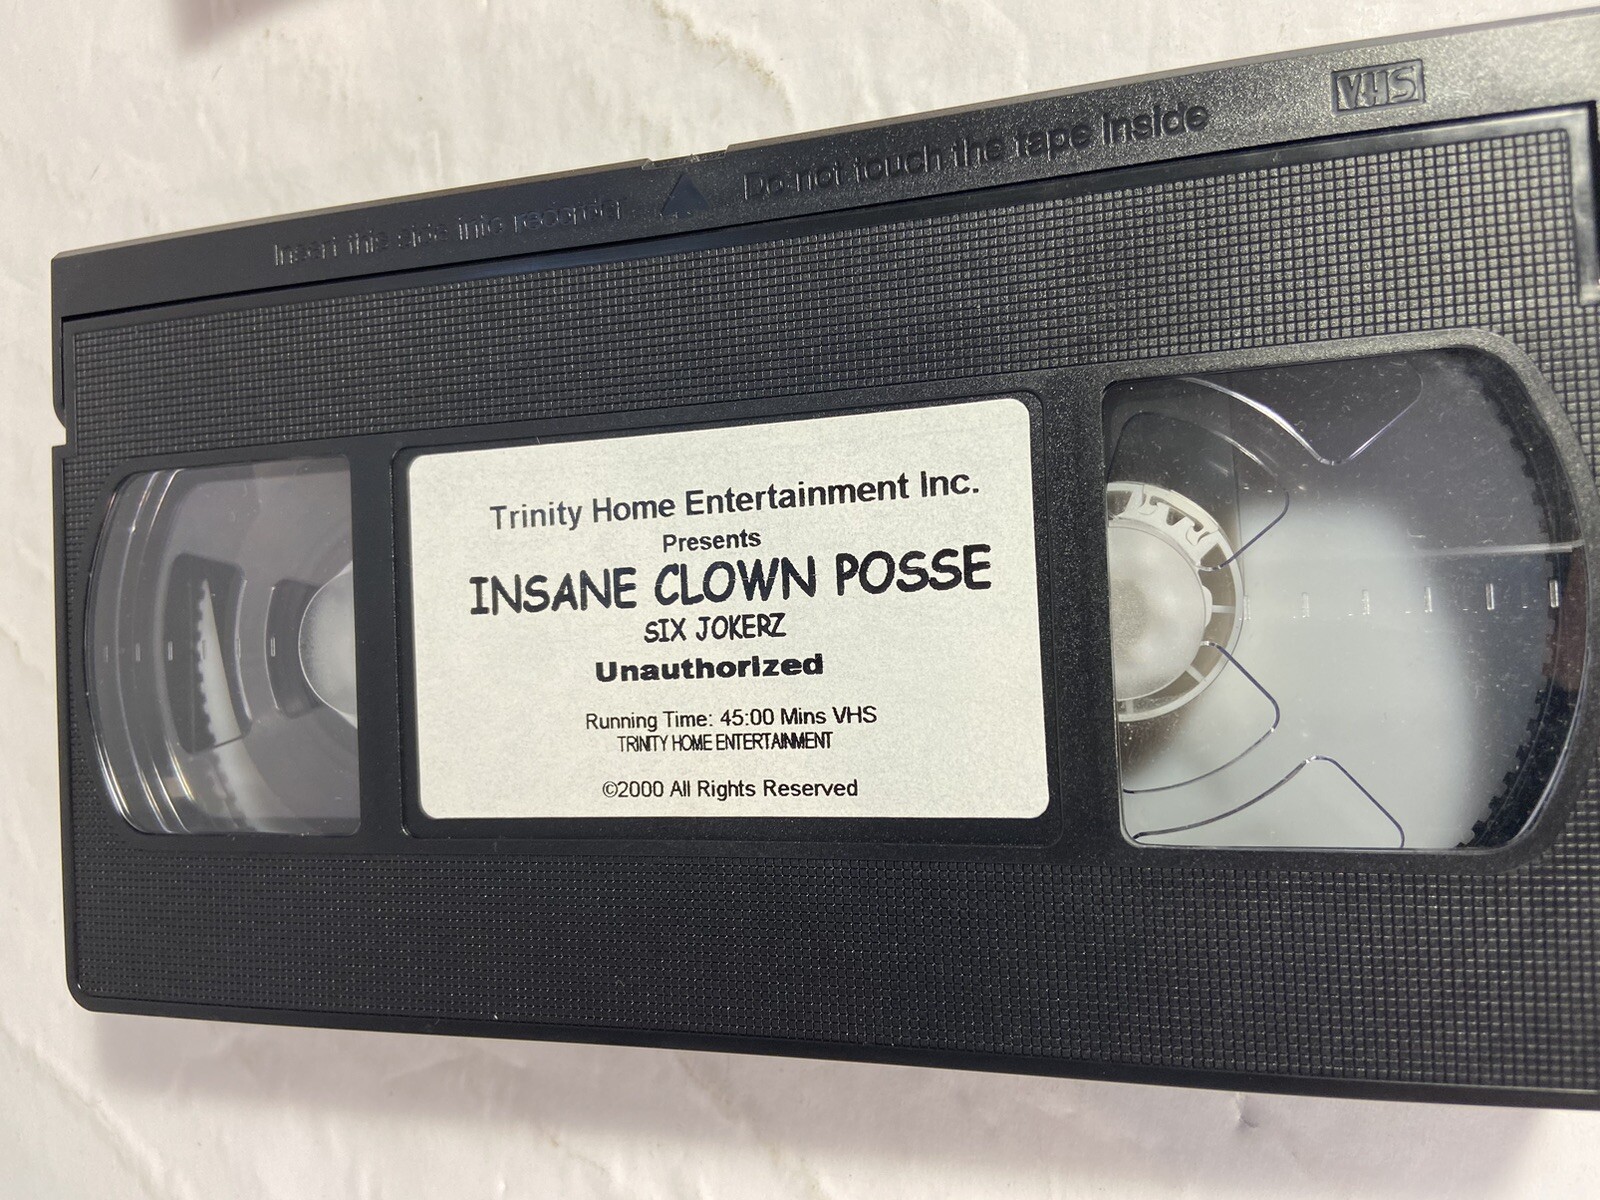 VHS
Insert this side into recorder Do not touch the tape inside
Trinity Home Entertainment Inc.
Presents
INSANE CLOWN POSSE
SIX JOKERZ
Unauthorized
Running Time: 45:00 Mins VHS
TRINITY HOME ENTERTAINMENT
©2000 All Rights Reserved